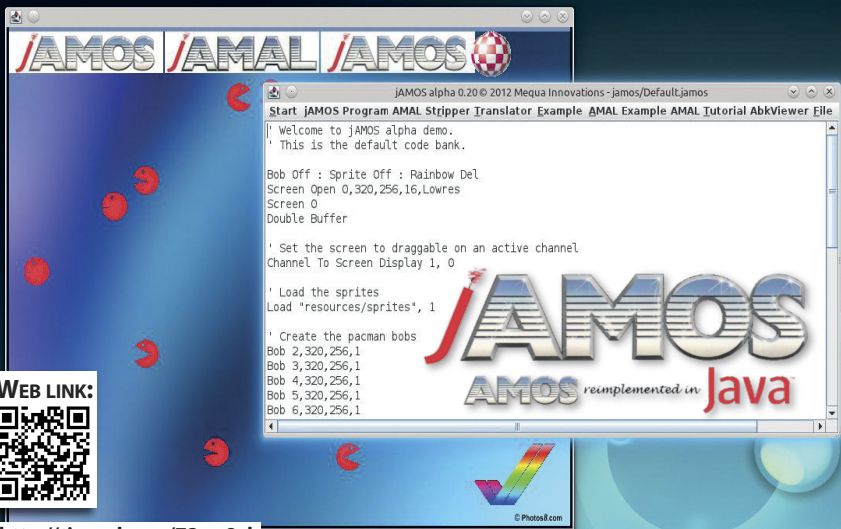 jAMOS jAMAL jAMOS
jAMOS alpha 0.20 © 2012 Mequa Innovations - jamos/Default.jamos
Start jAMOS Program AMAL Stripper Translator Example AMAL Example AMAL Tutorial AbkViewer File
' Welcome to jAMOS alpha demo.
' This is the default code bank.
Bob Off : Sprite Off : Rainbow Del
Screen Open 0,320,256,16,Lowres
Screen 0
Double Buffer
' Set the screen to draggable on an active channel
Channel To Screen Display 1, 0
' Load the sprites
Load "resources/sprites", 1
' Create the pacman bobs
Bob 2,320,256,1
Bob 3,320,256,1
Bob 4,320,256,1
Bob 5,320,256,1
Bob 6,320,256,1
jAMOS
AMOS reimplemented in Java
WEB LINK:
© Photos8.com